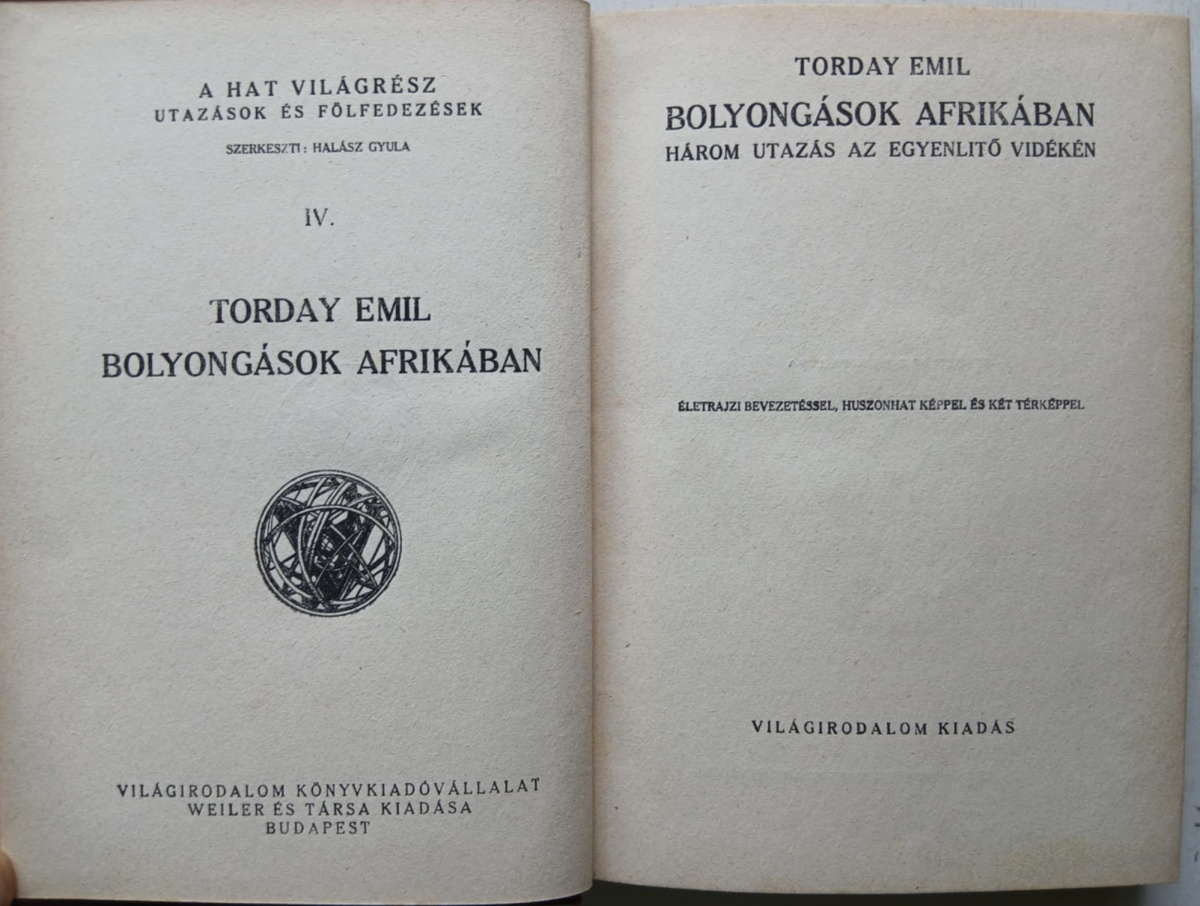 A HAT VILÁGRÉSZ
UTAZÁSOK ÉS FÖLFEDEZÉSEK
SZERKESZTI: HALÁSZ GYULA
IV.
TORDAY EMIL
BOLYONGÁSOK AFRIKÁBAN
VILÁGIRODALOM KÖNYVKIADÓVÁLLALAT
WEILER ÉS TÁRSA KIADÁSA
BUDAPEST
TORDAY EMIL
BOLYONGÁSOK AFRIKÁBAN
HÁROM UTAZÁS AZ EGYENLITŐ VIDÉKÉN
ÉLETRAJZI BEVEZETÉSSEL, HUSZONHAT KÉPPEL ÉS KÉT TÉRKÉPPEL
VILÁGIRODALOM KIADÁS